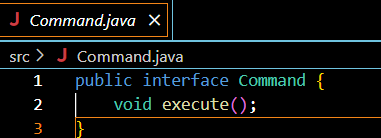 J Command.java ×
src > J Command.java
1 public interface Command {
2 void execute();
3 }